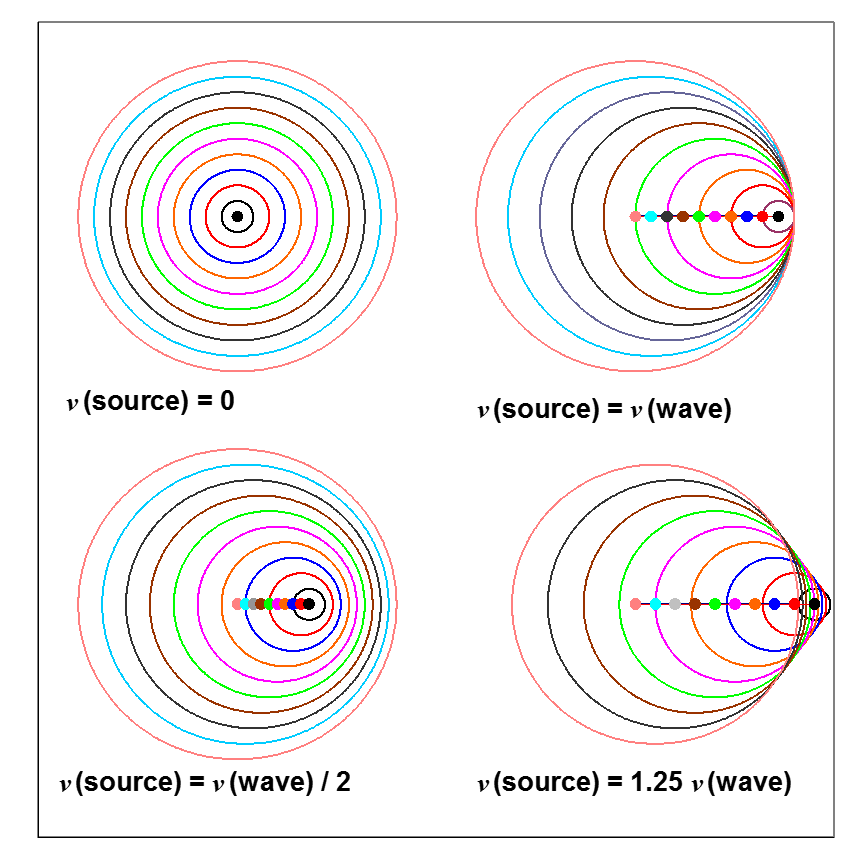 v (source) = 0
v (source) = v (wave)
v (source) = v (wave) / 2
v (source) = 1.25 v (wave)